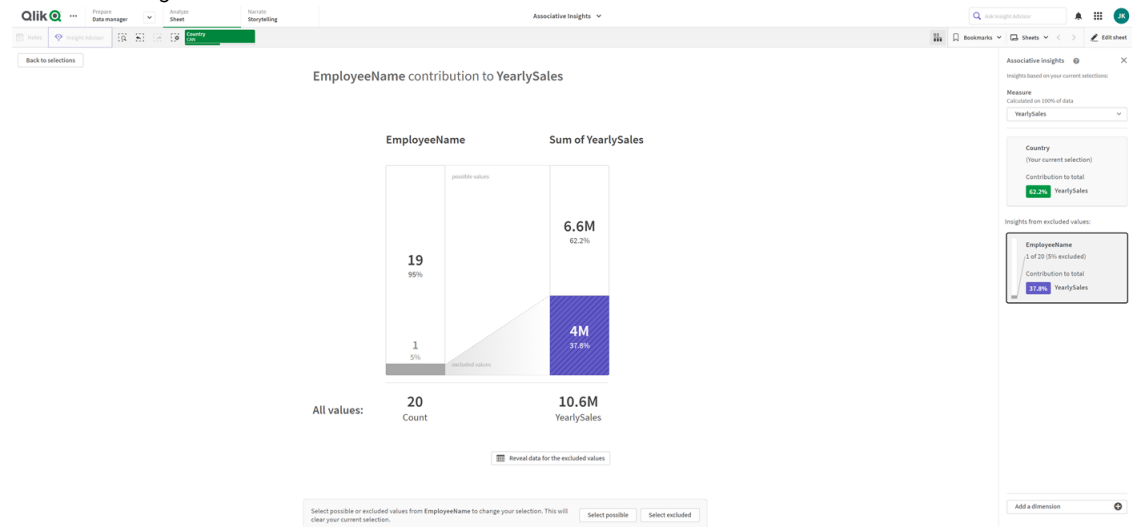 Qlik
Prepare
Data manager
Analyze
Sheet
Narrate
Storytelling
Associative Insights
Ask Insight Advisor
JK
Notes
Insight Advisor
Country
CAN
Bookmarks
Sheets
Edit sheet
Back to selections
EmployeeName contribution to YearlySales
EmployeeName
Sum of YearlySales
possible values
6.6M
62.2%
19
95%
4M
37.8%
1
5%
excluded values
All values:
20
Count
10.6M
YearlySales
Reveal data for the excluded values
Select possible or excluded values from EmployeeName to change your selection. This will
clear your current selection.
Select possible
Select excluded
Associative insights
Insights based on your current selections:
Measure
Calculated on 100% of data
YearlySales
Country
(Your current selection)
Contribution to total
62.2% YearlySales
Insights from excluded values:
EmployeeName
1 of 20 (5% excluded)
Contribution to total
37.8% YearlySales
Add a dimension